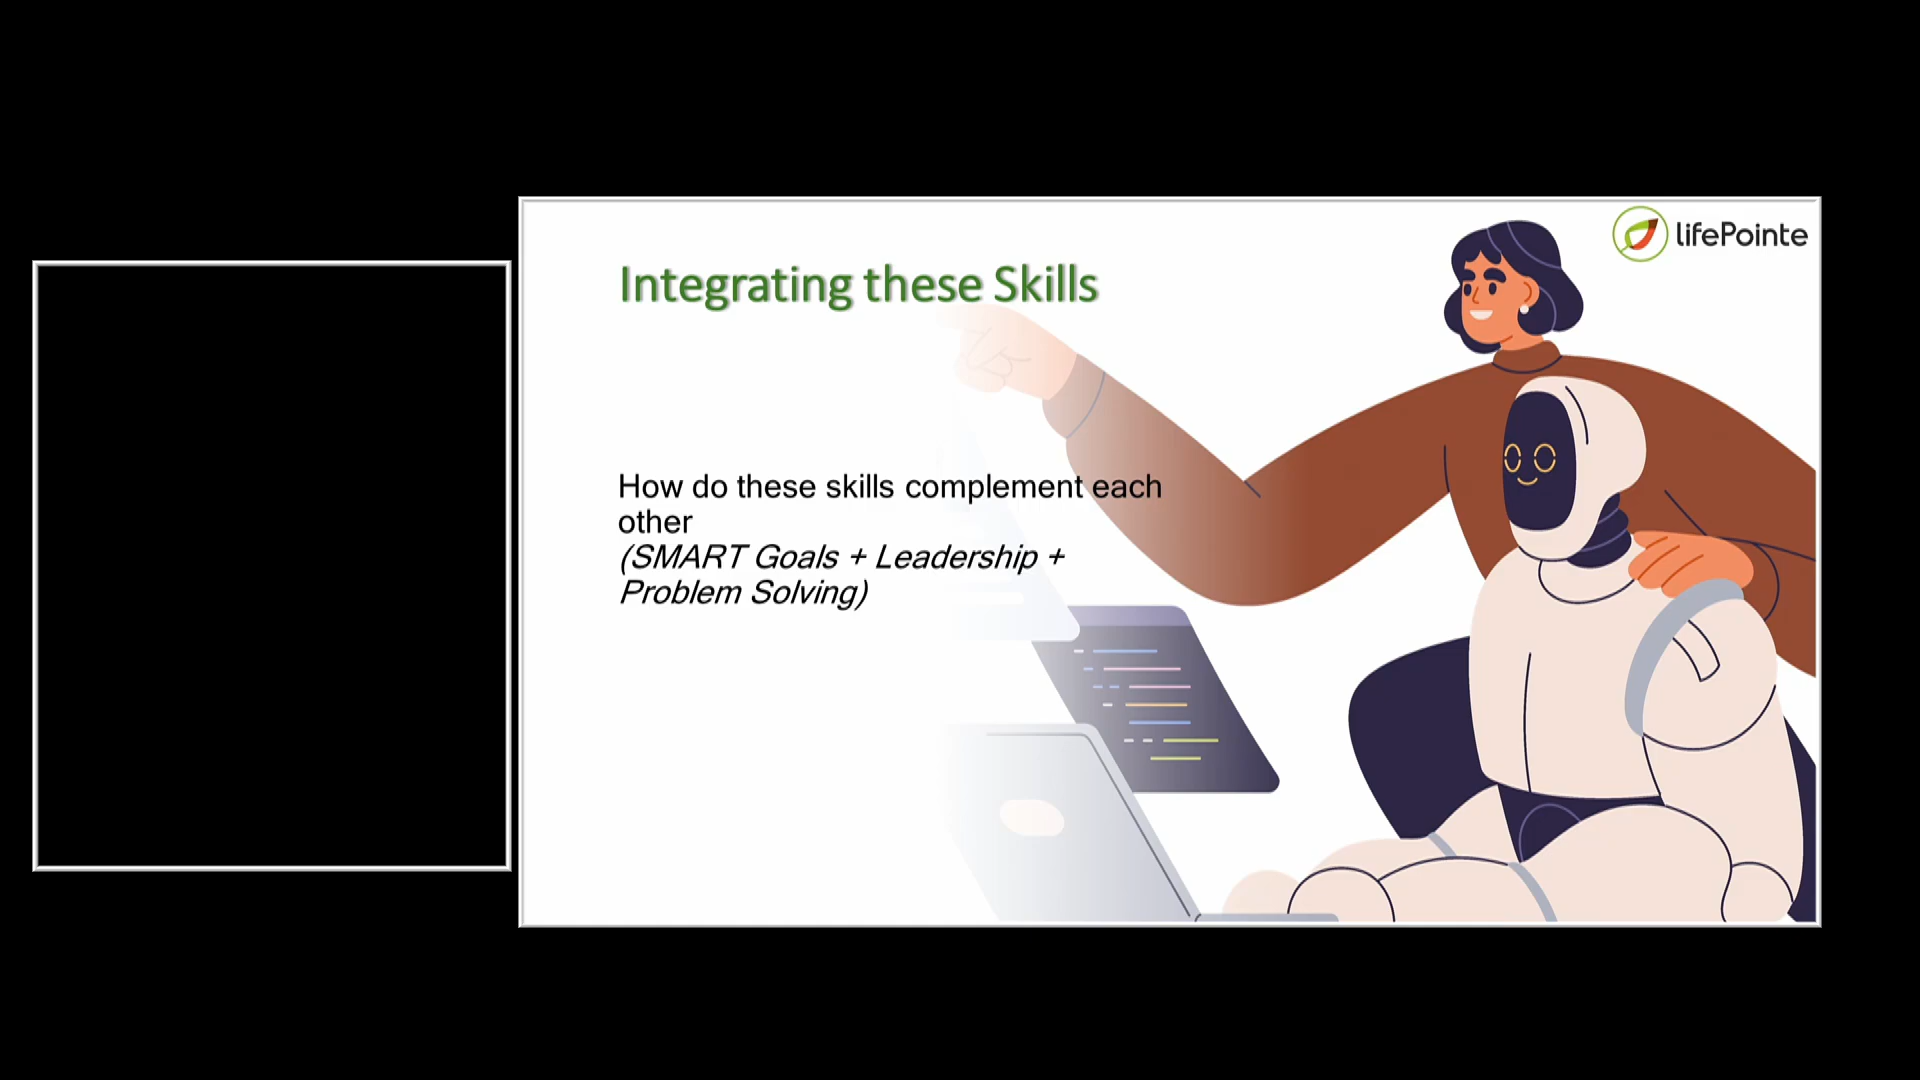 lifePointe
Integrating these Skills
How do these skills complement each
other
(SMART Goals + Leadership +
Problem Solving)